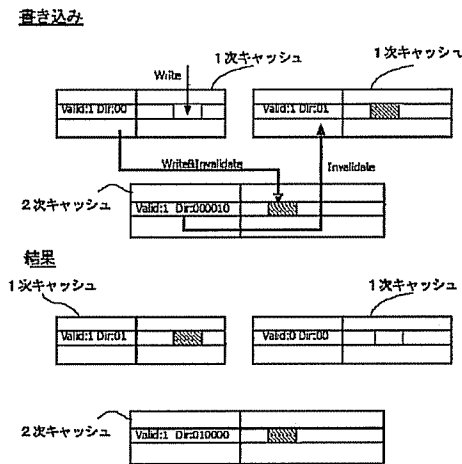 書き込み
1次キャッシュ
1次キャッシュ
Write
Valid:1 Dir:00
Valid:1 Dir:01
Write&Invalidate
Invalidate
2次キャッシュ
Valid:1 Dir:000010
結果
1次キャッシュ
1次キャッシュ
Valid:1 Dir:01
Valid:0 Dir:00
2次キャッシュ
Valid:1 Dir:010000